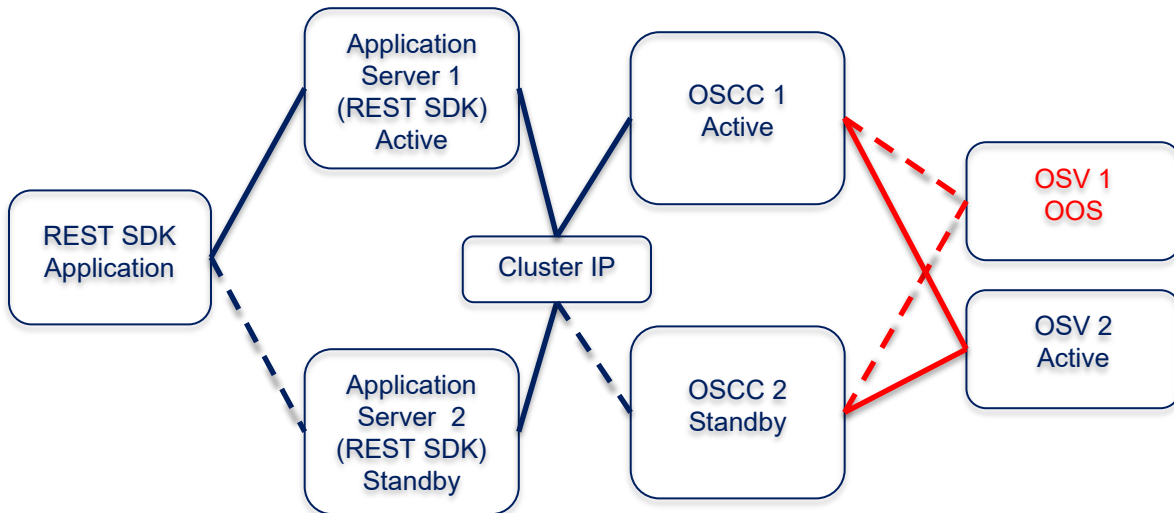 REST SDK
Application
Application
Server 1
(REST SDK)
Active
Application
Server 2
(REST SDK)
Standby
Cluster IP
OSCC 1
Active
OSCC 2
Standby
OSV 1
OOS
OSV 2
Active